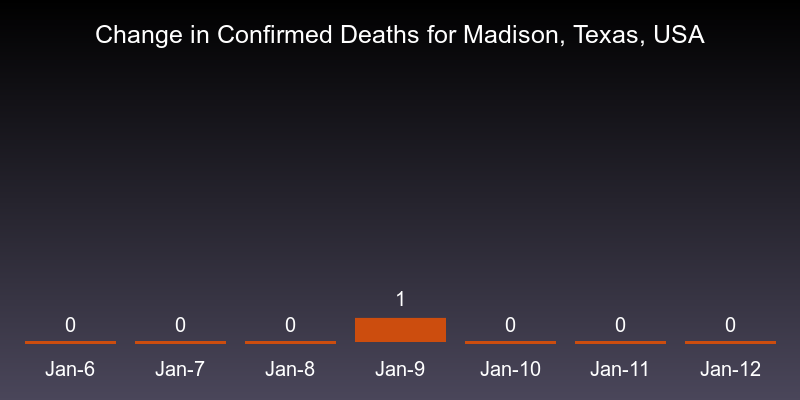 Change in Confirmed Deaths for Madison, Texas, USA
1
0 0 0 0 0 0
Jan-6 Jan-7 Jan-8 Jan-9 Jan-10 Jan-11 Jan-12